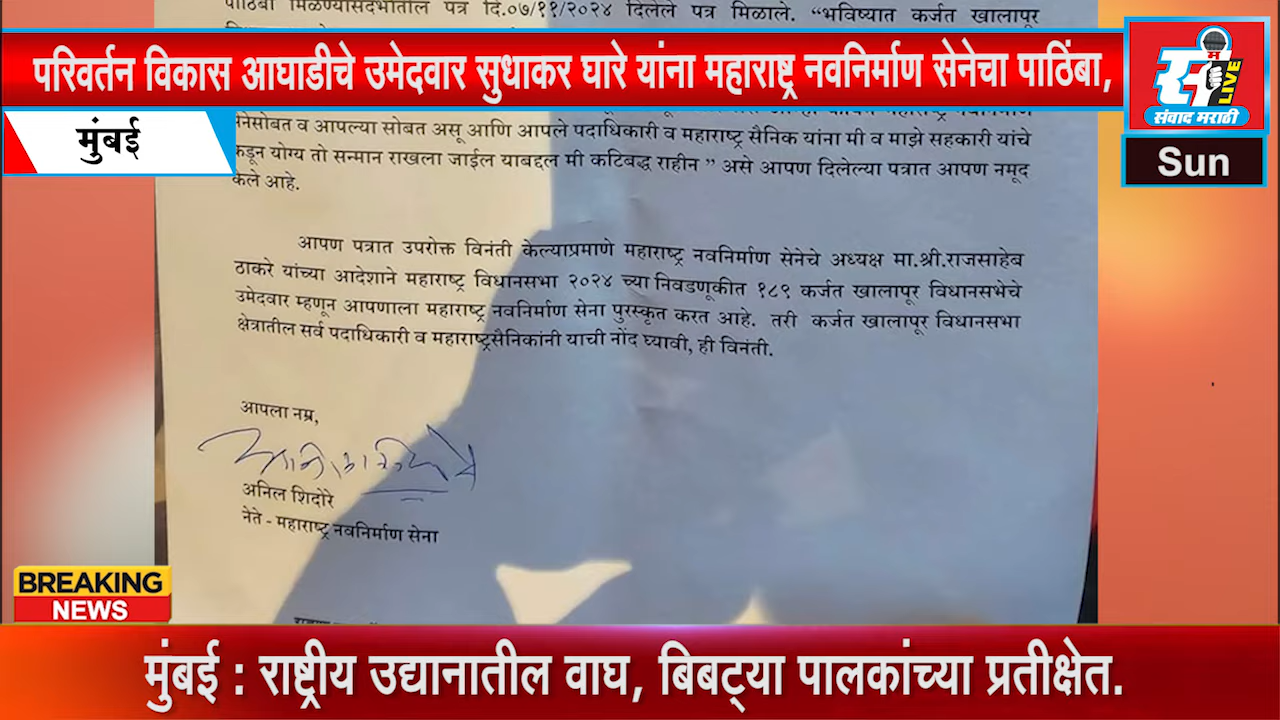 पाठिंबा मिळण्यासंदर्भातील पत्र दि.०७/११/२०२४ दिलेले पत्र मिळाले. “भविष्यात कर्जत खालापूर
परिवर्तन विकास आघाडीचे उमेदवार सुधाकर घारे यांना महाराष्ट्र नवनिर्माण सेनेचा पाठिंबा,
संवाद मराठी
LIVE
मुंबई
Sun
व आपल्या सोबत असू आणि आपले पदाधिकारी व महाराष्ट्र सैनिक यांना मी व माझे सहकारी यांचे
कडून योग्य तो सन्मान राखला जाईल याबद्दल मी कटिबद्ध राहीन ” असे आपण दिलेल्या पत्रात आपण नमूद
केले आहे.
आपण पत्रात उपरोक्त विनंती केल्याप्रमाणे महाराष्ट्र नवनिर्माण सेनेचे अध्यक्ष मा.श्री.राजसाहेब
ठाकरे यांच्या आदेशाने महाराष्ट्र विधानसभा २०२४ च्या निवडणूकीत १८९ कर्जत खालापूर विधानसभेचे
उमेदवार म्हणून आपणाला महाराष्ट्र नवनिर्माण सेना पुरस्कृत करत आहे. तरी कर्जत खालापूर विधानसभा
क्षेत्रातील सर्व पदाधिकारी व महाराष्ट्रसैनिकांनी याची नोंद घ्यावी, ही विनंती.
आपला नम्र,
अनिल शिदोरे
नेते - महाराष्ट्र नवनिर्माण सेना
BREAKING
NEWS
मुंबई : राष्ट्रीय उद्यानातील वाघ, बिबट्या पालकांच्या प्रतीक्षेत.